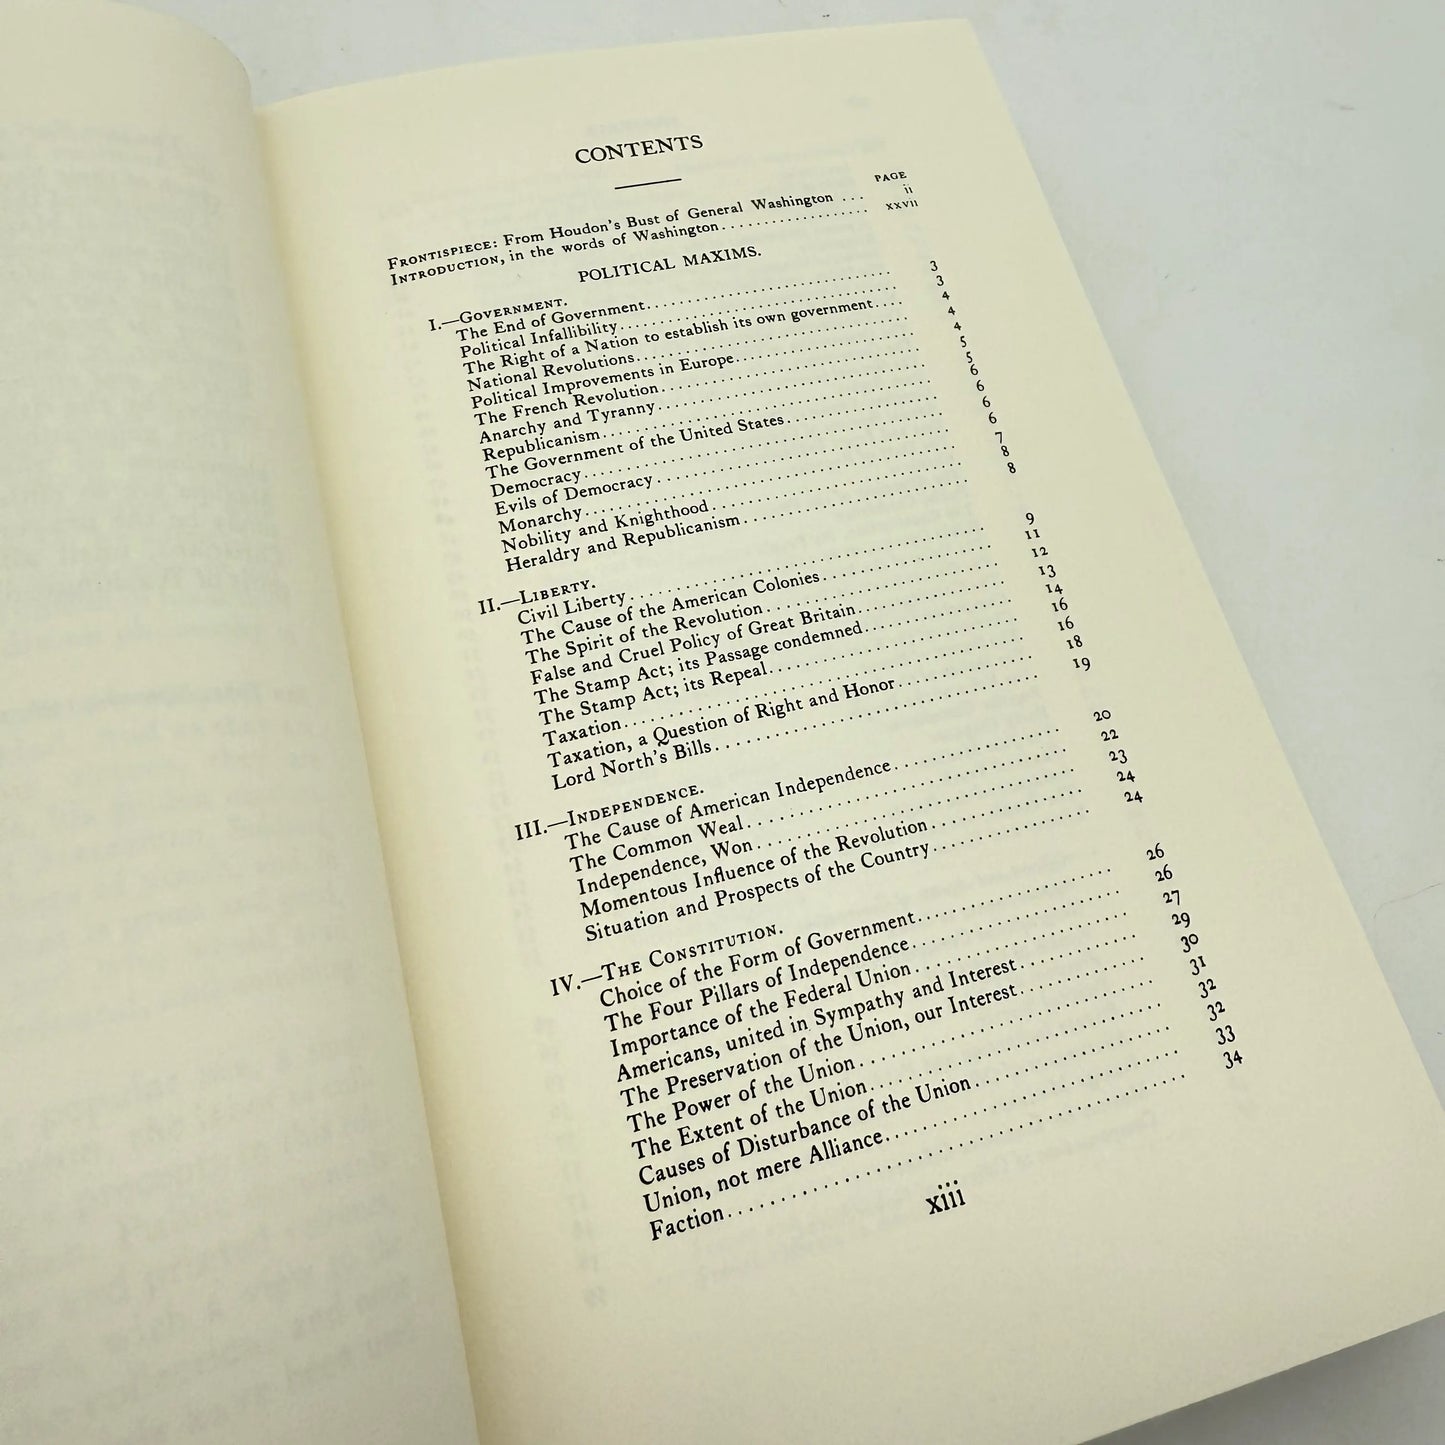 CONTENTS
PAGE
FRONTISPIECE: From Houdon's Bust of General Washington ... ii
INTRODUCTION, in the words of Washington.................... xxvii
POLITICAL MAXIMS.
I.—GOVERNMENT.
The End of Government.............................. 3
Political Infallibility.................................. 3
The Right of a Nation to establish its own government.... 4
National Revolutions................................. 4
Political Improvements in Europe...................... 4
The French Revolution............................... 5
Anarchy and Tyranny................................ 5
Republicanism....................................... 6
The Government of the United States.................. 6
Democracy.......................................... 6
Evils of Democracy.................................. 6
Monarchy........................................... 7
Nobility and Knighthood............................. 8
Heraldry and Republicanism.......................... 8
II.—LIBERTY.
Civil Liberty........................................ 9
The Cause of the American Colonies................... 11
The Spirit of the Revolution.......................... 12
False and Cruel Policy of Great Britain................ 13
The Stamp Act; its Passage condemned................ 14
The Stamp Act; its Repeal........................... 16
Taxation............................................ 16
Taxation, a Question of Right and Honor.............. 18
Lord North's Bills................................... 19
III.—INDEPENDENCE.
The Cause of American Independence................. 20
The Common Weal.................................. 22
Independence, Won.................................. 23
Momentous Influence of the Revolution................ 24
Situation and Prospects of the Country................ 24
IV.—THE CONSTITUTION.
Choice of the Form of Government.................... 26
The Four Pillars of Independence..................... 26
Importance of the Federal Union...................... 27
Americans, united in Sympathy and Interest........... 29
The Preservation of the Union, our Interest............ 30
The Power of the Union.............................. 31
The Extent of the Union............................. 32
Causes of Disturbance of the Union................... 32
Union, not mere Alliance............................. 33
Faction............................................. 34
xiii